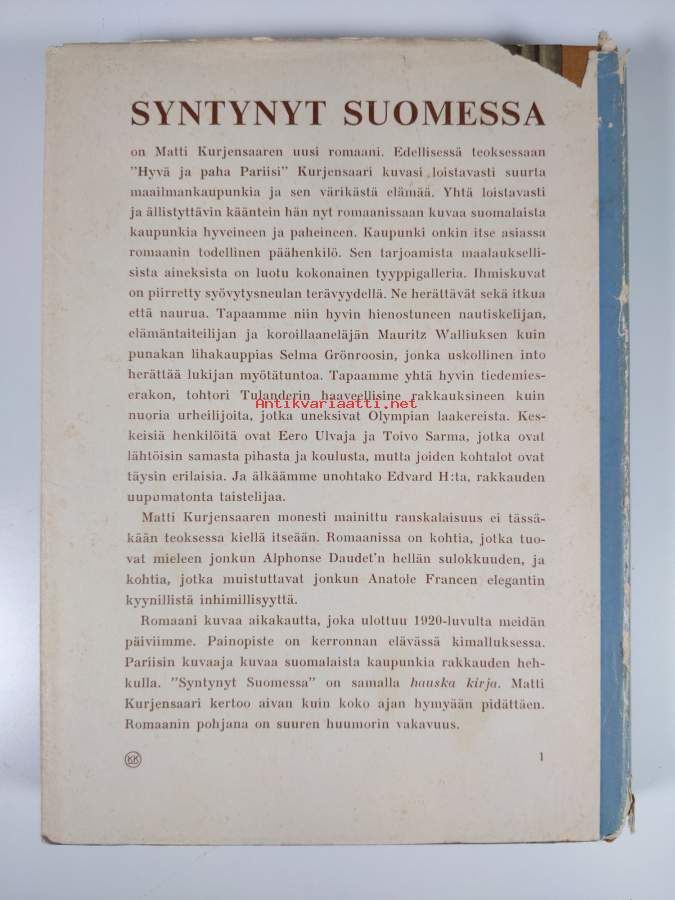 SYNTYNYT SUOMESSA
on Matti Kurjensaaren uusi romaani. Edellisessä teoksessaan
"Hyvä ja paha Pariisi" Kurjensaari kuvasi loistavasti suurta
maailmankaupunkia ja sen värikästä elämää. Yhtä loistavasti
ja ällistyttävin kääntein hän nyt romaanissaan kuvaa suomalaista
kaupunkia hyveineen ja paheineen. Kaupunki onkin itse asiassa
romaanin todellinen päähenkilö. Sen tarjoamista maalaukselli-
sista aineksista on luotu kokonainen tyyppigalleria. Ihmiskuvat
on piirretty syövytysneulan terävyydellä. Ne herättävät sekä itkua
että naurua. Tapaamme niin hyvin hienostuneen nautiskelijan,
elämäntaiteilijan ja koroillaaneläjän Mauritz Walliuksen kuin
punakan lihakauppias Selma Grönroosin, jonka uskollinen into
herättää lukijan myötätuntoa. Tapaamme yhtä hyvin tiedemies-
erakon, tohtori Tulanderin haaveellisine rakkauksineen kuin
Antikvariaatti.net
nuoria urheilijoita, jotka uneksivat Olympian laakereista. Kes-
keisiä henkilöitä ovat Eero Ulvaja ja Toivo Sarma, jotka ovat
lähtöisin samasta pihasta ja koulusta, mutta joiden kohtalot ovat
täysin erilaisia. Ja älkäämme unohtako Edvard H:ta, rakkauden
uupumatonta taistelijaa.
Matti Kurjensaaren monesti mainittu ranskalaisuus ei tässä-
kään teoksessa kiellä itseään. Romaanissa on kohtia, jotka tuo-
vat mieleen jonkun Alphonse Daudet'n hellän sulokkuuden, ja
kohtia, jotka muistuttavat jonkun Anatole Francen elegantin
kyynillistä inhimillisyyttä.
Romaani kuvaa aikakautta, joka ulottuu 1920-luvulta meidän
päiviimme. Painopiste on kerronnan elävässä kimalluksessa.
Pariisin kuvaaja kuvaa suomalaista kaupunkia rakkauden heh-
kulla. "Syntynyt Suomessa" on samalla hauska kirja. Matti
Kurjensaari kertoo aivan kuin koko ajan hymyään pidättäen.
Romaanin pohjana on suuren huumorin vakavuus.
KK
1